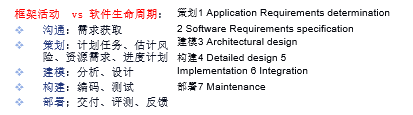 框架活动 vs 软件生命周期:
❖ 沟通:需求获取
❖ 策划:计划任务、估计风
险、资源需求、进度计划
❖ 建模:分析、设计
❖ 构建:编码、测试
❖ 部署;交付、评测、反馈
策划1 Application Requirements determination
2 Software Requirements specification
建模3 Architectural design
构建4 Detailed design 5
Implementation 6 Integration
部署7 Maintenance